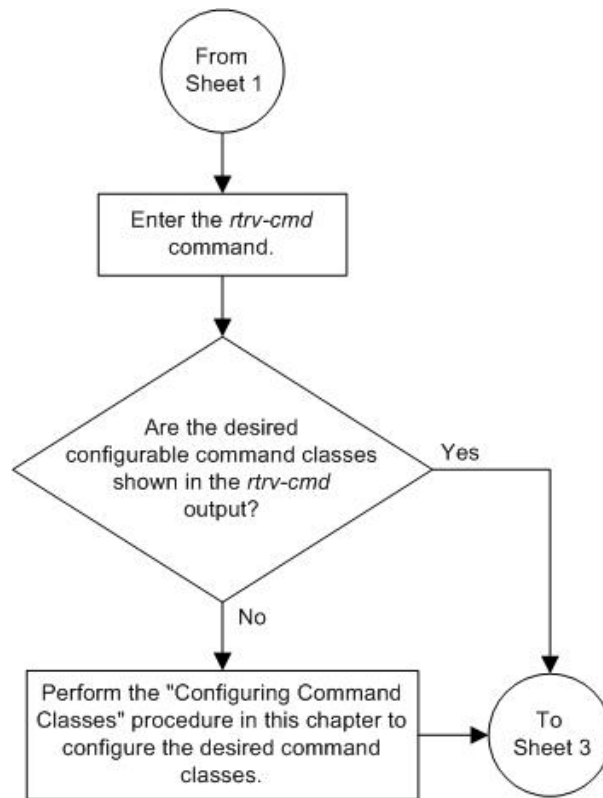 From
Sheet 1
Enter the rtrv-cmd
command.
Are the desired
configurable command classes
shown in the rtrv-cmd
output?
Yes
No
Perform the "Configuring Command
Classes" procedure in this chapter to
configure the desired command
classes.
To
Sheet 3